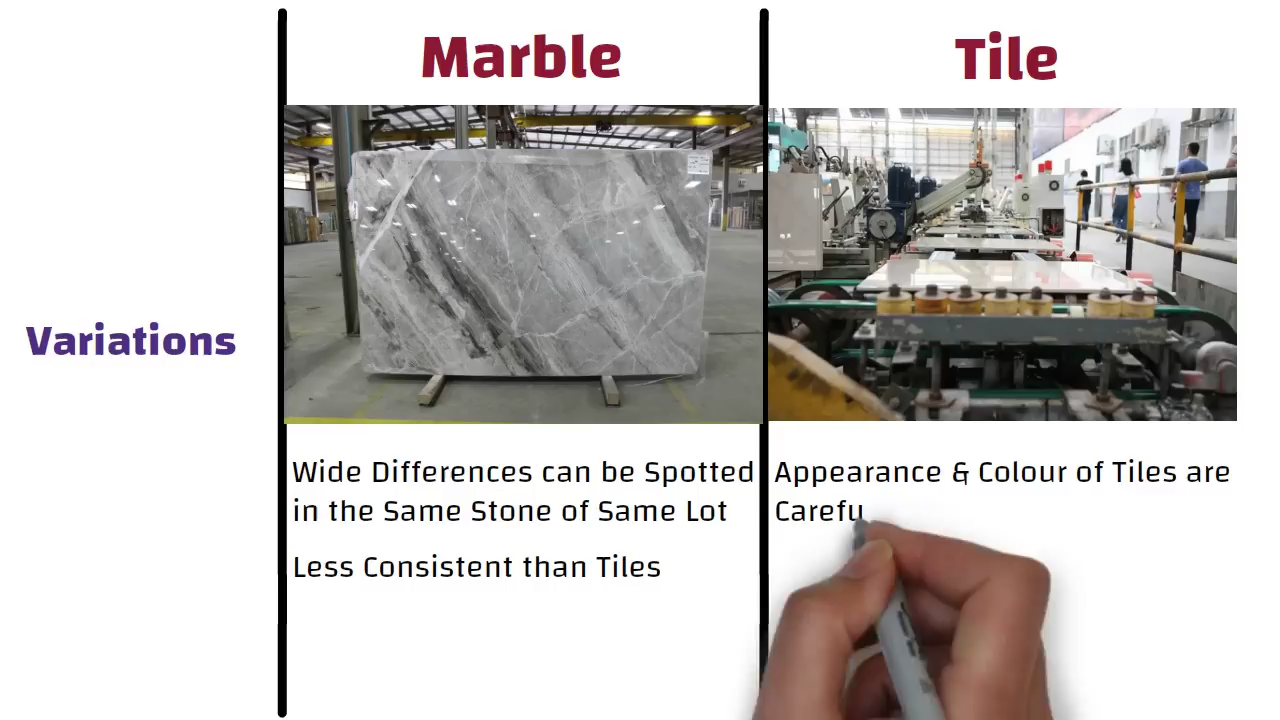 Marble
Tile
Variations
Wide Differences can be Spotted
in the Same Stone of Same Lot
Less Consistent than Tiles
Appearance & Colour of Tiles are
Carefu